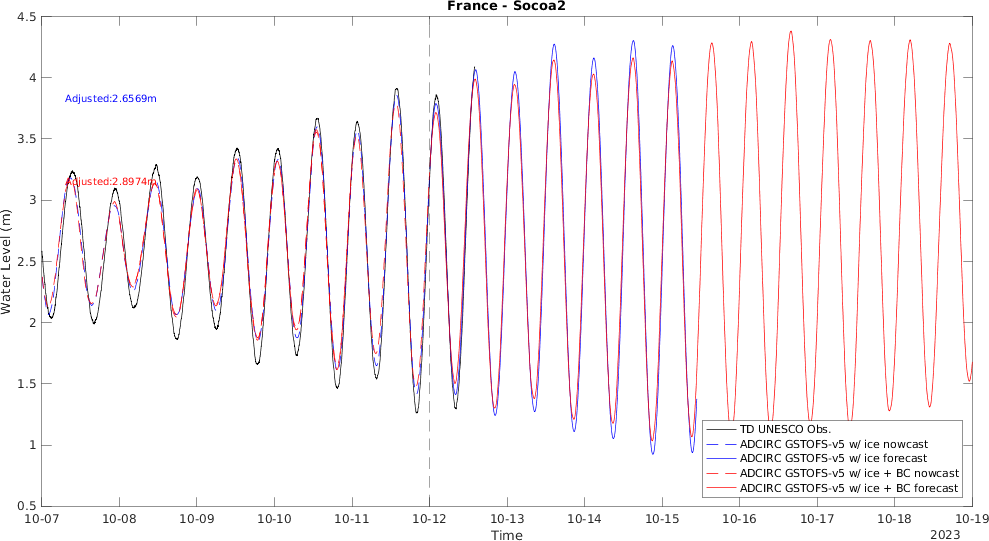 France - Socoa2
4.5
4
3.5
3
2.5
2
1.5
1
0.5
Water Level (m)
Adjusted:2.6569m
Adjusted:2.8974m
TD UNESCO Obs.
ADCIRC GSTOFS-v5 w/ ice nowcast
ADCIRC GSTOFS-v5 w/ ice forecast
ADCIRC GSTOFS-v5 w/ ice + BC nowcast
ADCIRC GSTOFS-v5 w/ ice + BC forecast
10-07 10-08 10-09 10-10 10-11 10-12 10-13 10-14 10-15 10-16 10-17 10-18 10-19
Time
2023